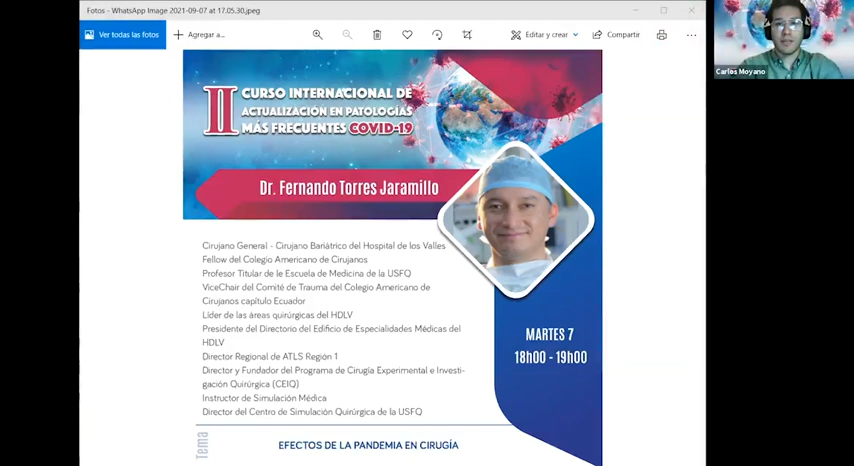 Fotos - WhatsApp Image 2021-09-07 at 17.05.30.jpeg
Ver todas las fotos
Agregar a...
Editar y crear
Compartir
Carlos Moyano
II CURSO INTERNACIONAL DE
ACTUALIZACIÓN EN PATOLOGÍAS
MÁS FRECUENTES COVID-19
Dr. Fernando Torres Jaramillo
Cirujano General - Cirujano Bariátrico del Hospital de los Valles
Fellow del Colegio Americano de Cirujanos
Profesor Titular de le Escuela de Medicina de la USFQ
ViceChair del Comité de Trauma del Colegio Americano de
Cirujanos capítulo Ecuador
Líder de las áreas quirúrgicas del HDLV
Presidente del Directorio del Edificio de Especialidades Médicas del
HDLV
Director Regional de ATLS Región 1
Director y Fundador del Programa de Cirugía Experimental e Investi-
gación Quirúrgica (CEIQ)
Instructor de Simulación Médica
Director del Centro de Simulación Quirúrgica de la USFQ
MARTES 7
18h00 - 19h00
Tema
EFECTOS DE LA PANDEMIA EN CIRUGÍA